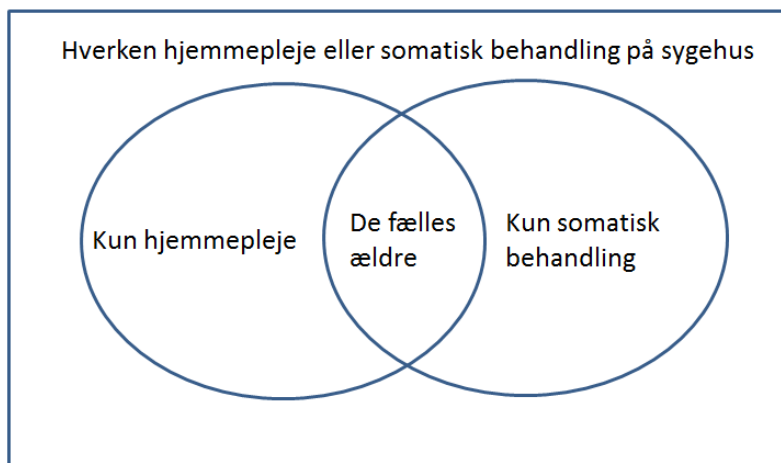 Hverken hjemmepleje eller somatisk behandling på sygehus
Kun hjemmepleje
De fælles
ældre
Kun somatisk
behandling